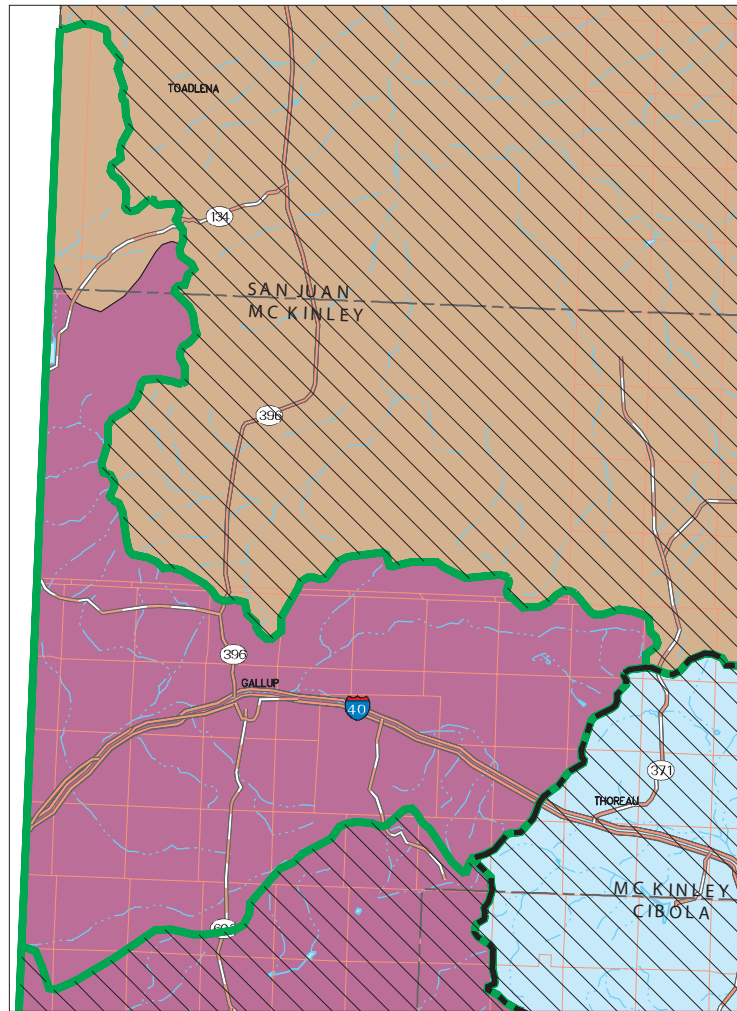 TOADLENA
134
SAN JUAN
MC KINLEY
396
396
GALLUP
40
371
THOREAU
MC KINLEY
CIBOLA